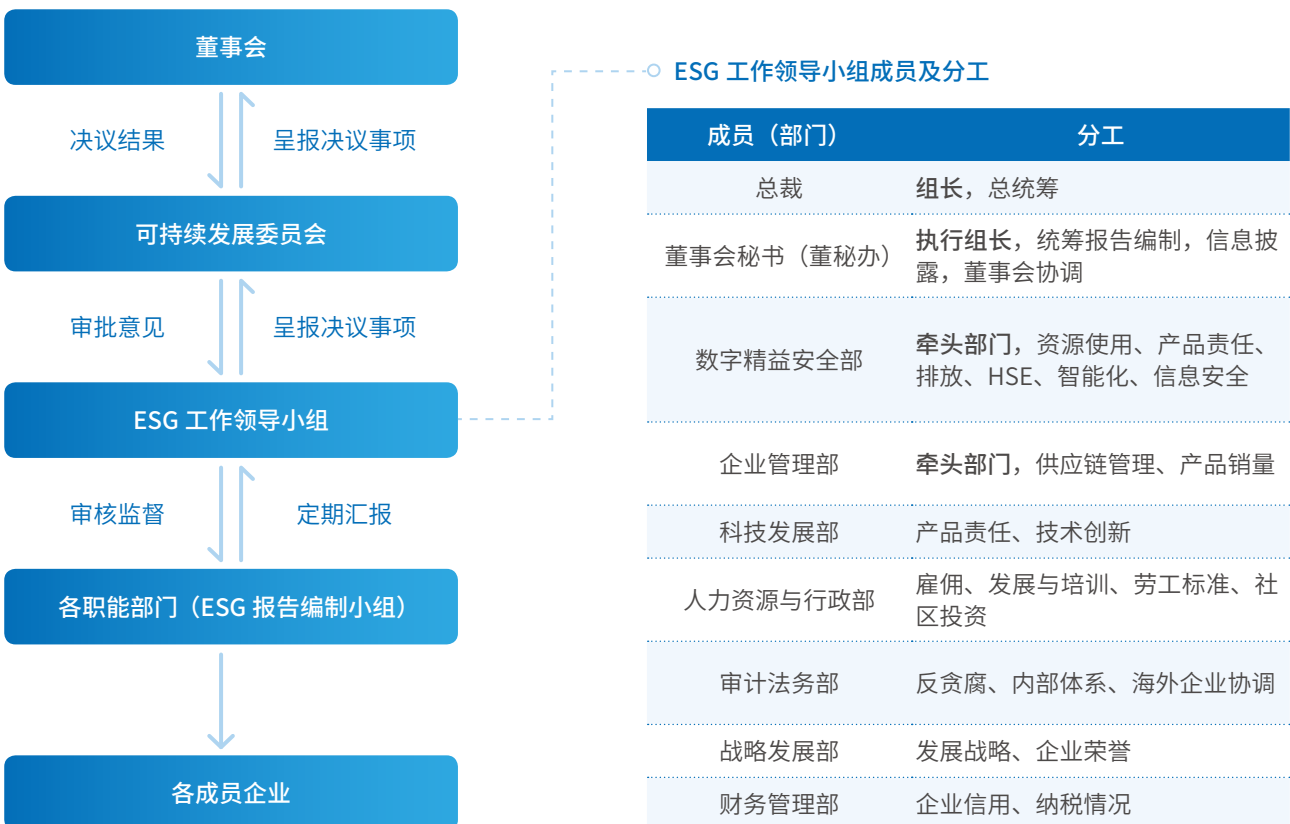 董事会
决议结果
呈报决议事项
可持续发展委员会
审批意见
呈报决议事项
ESG 工作领导小组
审核监督
定期汇报
各职能部门（ESG 报告编制小组）
各成员企业
ESG 工作领导小组成员及分工
成员（部门）
分工
总裁
组长，总统筹
董事会秘书（董秘办）
执行组长，统筹报告编制，信息披
露，董事会协调
数字精益安全部
牵头部门，资源使用、产品责任、
排放、HSE、智能化、信息安全
企业管理部
牵头部门，供应链管理、产品销量
科技发展部
产品责任、技术创新
人力资源与行政部
雇佣、发展与培训、劳工标准、社
区投资
审计法务部
反贪腐、内部体系、海外企业协调
战略发展部
发展战略、企业荣誉
财务管理部
企业信用、纳税情况